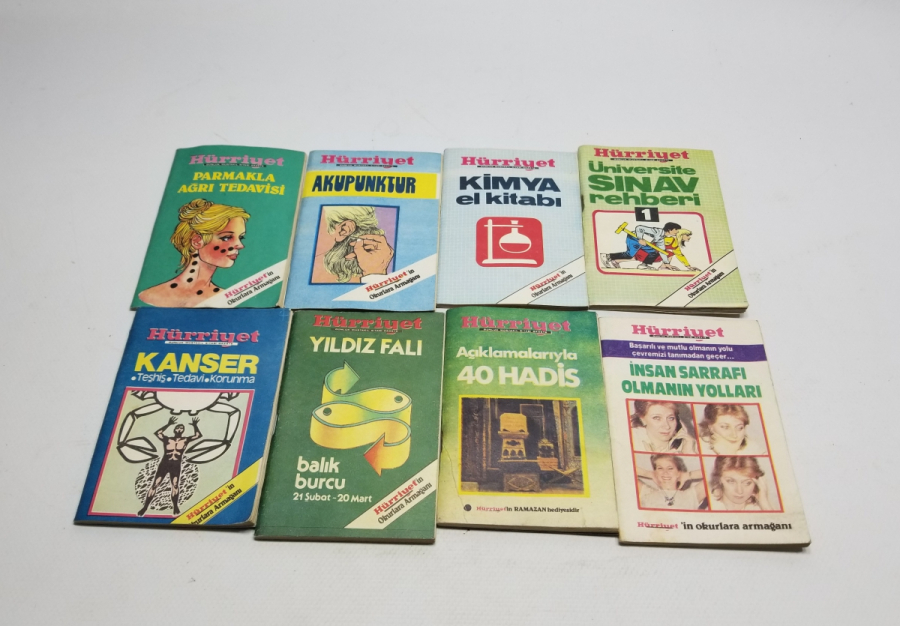 Hürriyet
PARMAKLA
AĞRI TEDAVİSİ
Hürriyet'in
Okurlara Armağanı
Hürriyet
AKUPUNKTUR
Hürriyet'in
Okurlara Armağanı
Hürriyet
KİMYA
el kitabı
Hürriyet'in
Okurlara Armağanı
Hürriyet
Üniversite
SINAV
rehberi
1
Hürriyet'in
Okurlara Armağanı
Hürriyet
KANSER
•Teşhis•Tedavi•Korunma
Hürriyet'in
Okurlara Armağanı
Hürriyet
YILDIZ FALI
balık
burcu
21 Şubat-20 Mart
Hürriyet'in
Okurlara Armağanı
Hürriyet
Açıklamalarıyla
40 HADİS
Hürriyet'in RAMAZAN hediyesidir
Hürriyet
Başarılı ve mutlu olmanın yolu
çevremizi tanımadan geçer...
İNSAN SARRAFI
OLMANIN YOLLARI
Hürriyet 'in okurlara armağanı